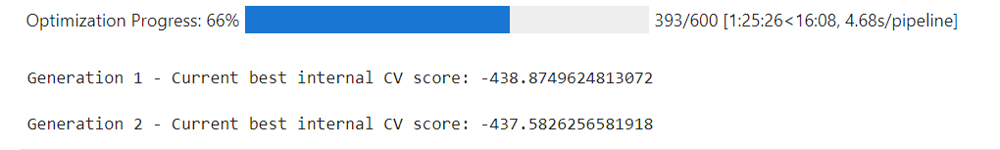 Optimization Progress: 66% 393/600 [1:25:26<16:08, 4.68s/pipeline]
Generation 1 - Current best internal CV score: -438.8749624813072
Generation 2 - Current best internal CV score: -437.5826256581918